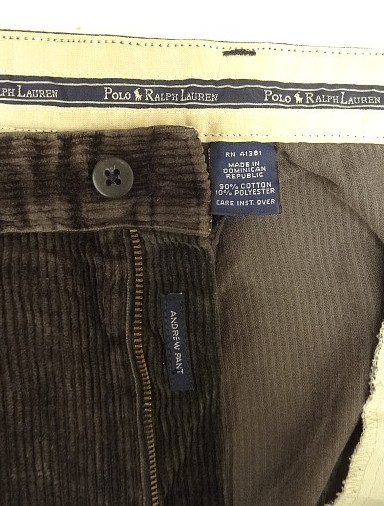 PH LAUREN POLO RALPH LAUREN POLO RALPH LAUREN
RN 41381
MADE IN
DOMINICAN
REPUBLIC
90% COTTON
10% POLYESTER
CARE INST. OVER
ANDREW PANT